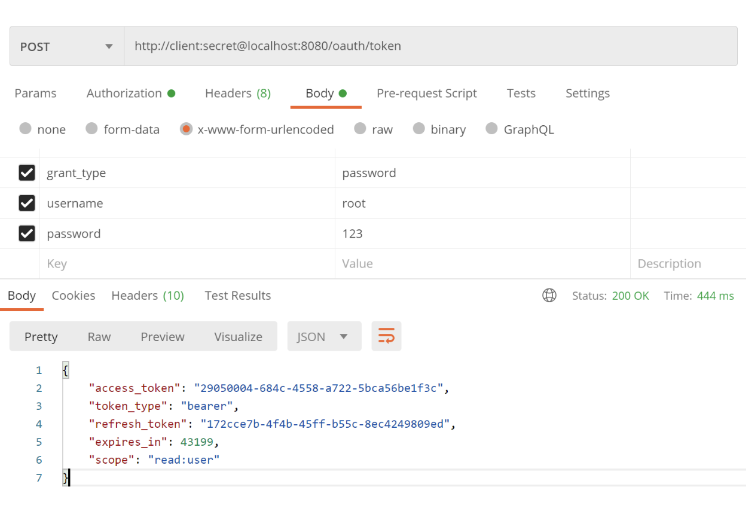 POST http://client:secret@localhost:8080/oauth/token
Params Authorization Headers (8) Body Pre-request Script Tests Settings
none form-data x-www-form-urlencoded raw binary GraphQL
grant_type password
username root
password 123
Key Value Description
Body Cookies Headers (10) Test Results Status: 200 OK Time: 444 ms
Pretty Raw Preview Visualize JSON
1 {
2 "access_token": "29050004-684c-4558-a722-5bca56be1f3c",
3 "token_type": "bearer",
4 "refresh_token": "172cce7b-4f4b-45ff-b55c-8ec4249809ed",
5 "expires_in": 43199,
6 "scope": "read:user"
7 }